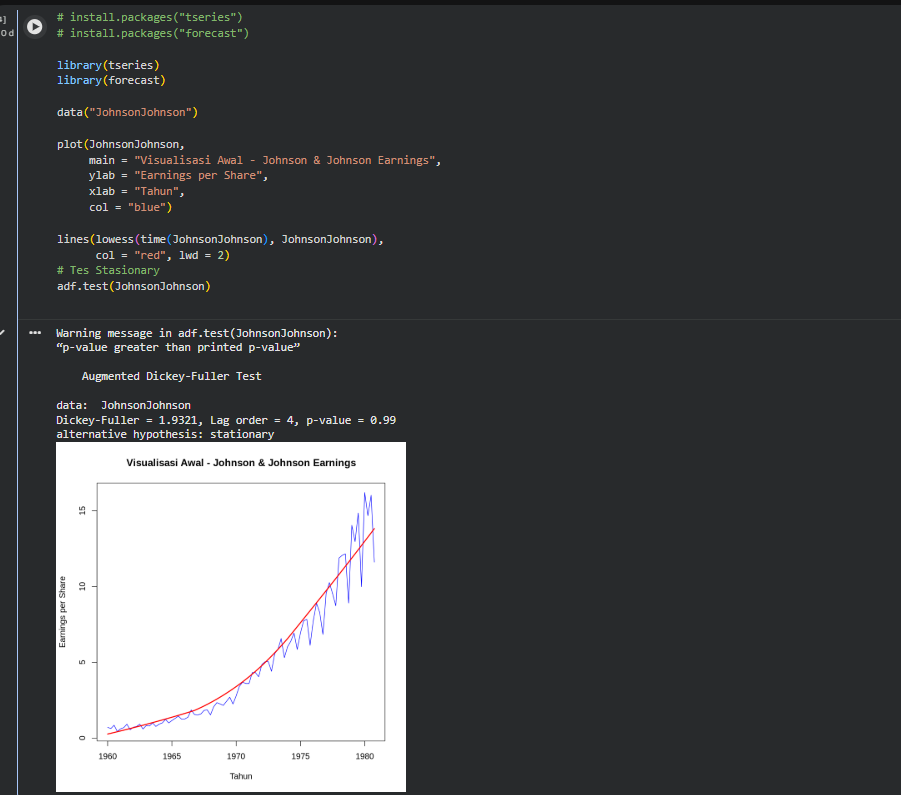 # install.packages("tseries")
# install.packages("forecast")
library(tseries)
library(forecast)
data("JohnsonJohnson")
plot(JohnsonJohnson,
main = "Visualisasi Awal - Johnson & Johnson Earnings",
ylab = "Earnings per Share",
xlab = "Tahun",
col = "blue")
lines(lowess(time(JohnsonJohnson), JohnsonJohnson),
col = "red", lwd = 2)
# Tes Stasionary
adf.test(JohnsonJohnson)
Warning message in adf.test(JohnsonJohnson):
“p-value greater than printed p-value”
Augmented Dickey-Fuller Test
data:  JohnsonJohnson
Dickey-Fuller = 1.9321, Lag order = 4, p-value = 0.99
alternative hypothesis: stationary
Visualisasi Awal - Johnson & Johnson Earnings
Earnings per Share
15
10
5
0
1960 1965 1970 1975 1980
Tahun